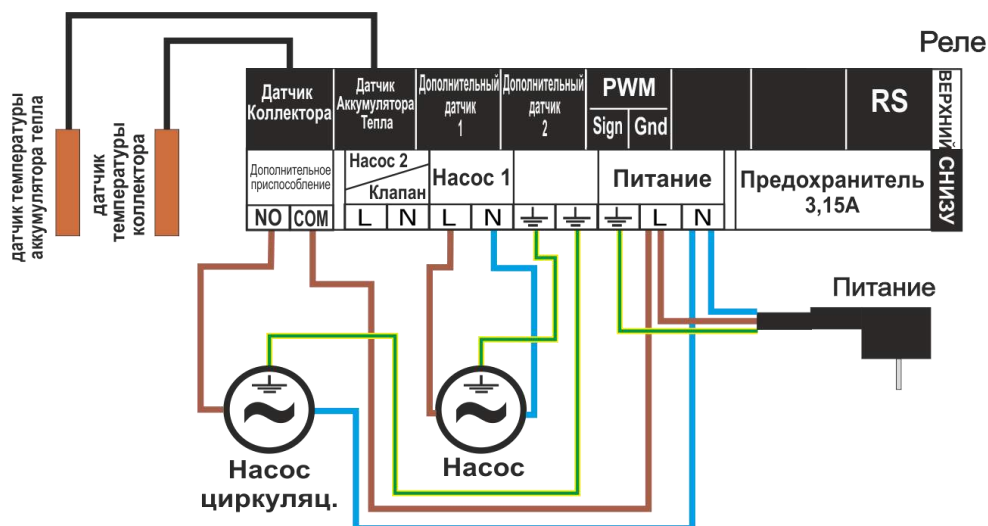 Реле
датчик температуры
аккумулятора тепла
датчик
температуры
коллектора
Датчик
Коллектора
Датчик
Аккумулятора
Тепла
Дополнительный
датчик
1
Дополнительный
датчик
2
PWM
Sign Gnd
RS
ВЕРХНИЙ
Дополнительное
приспособление
NO COM
Насос 2
Клапан
L N
Насос 1
L N
Питание
L N
Предохранитель
3,15А
СНИЗУ
Питание
Насос
циркуляц.
Насос